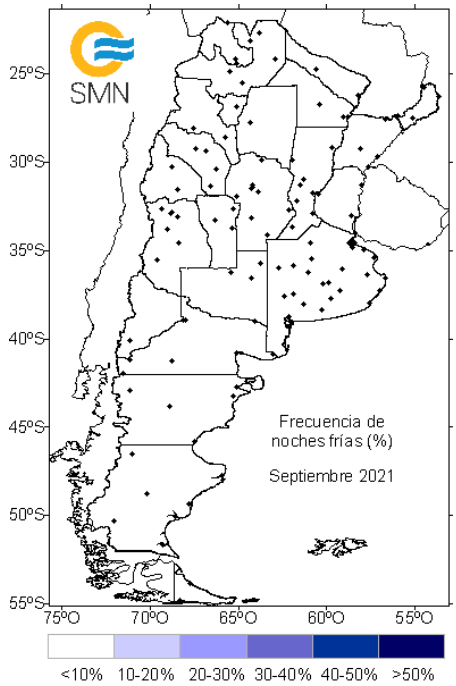 SMN
25ºS
30ºS
35ºS
40ºS
45ºS
50ºS
55ºS
Frecuencia de
noches frías (%)
Septiembre 2021
75ºO 70ºO 65ºO 60ºO 55ºO
<10% 10-20% 20-30% 30-40% 40-50% >50%